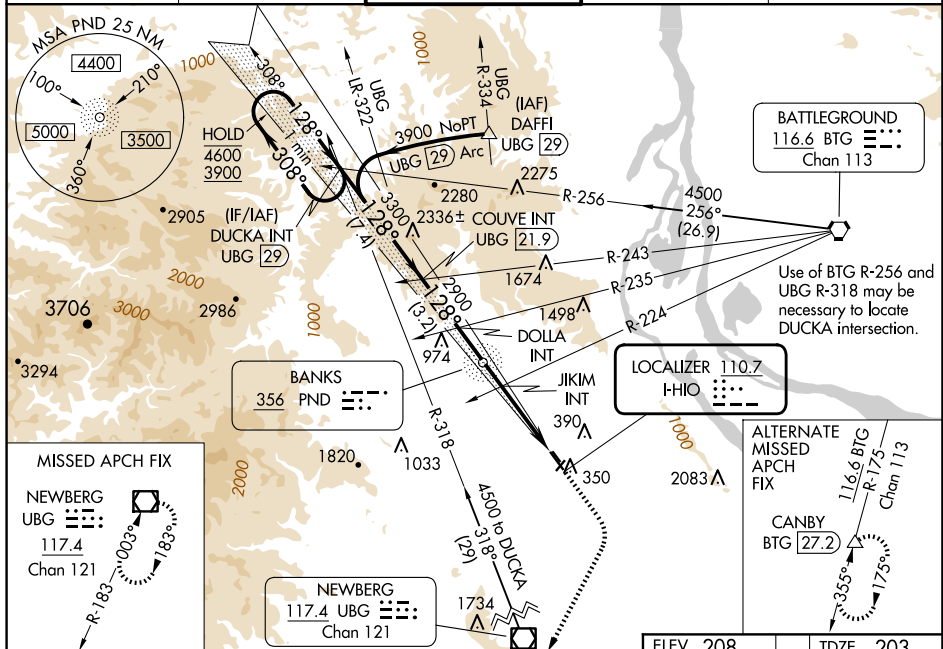 MSA PND 25 NM
4400
100°
210°
5000
3500
360°
1000
1000
308°
128°
1 min
308°
HOLD
4600
3900
UBG
LR-322
UBG
R-334
3900 NoPT
UBG 29 Arc
(IAF)
DAFFI
UBG 29
BATTLEGROUND
116.6 BTG
Chan 113
2275
2280
2336±
R-256
4500
256°
(26.9)
2905
(IF/IAF)
DUCKA INT
UBG 29
3300
128°
(7.4)
COUVE INT
UBG 21.9
1674
R-243
R-235
R-224
Use of BTG R-256 and
UBG R-318 may be
necessary to locate
DUCKA intersection.
2000
3000
3706
2986
1000
2900
128°
(3.2)
1498
974
DOLLA
INT
3294
BANKS
356 PND
JIKIM
INT
LOCALIZER 110.7
I-HIO
390
R-318
1000
350
2083
1820
1033
2000
MISSED APCH FIX
NEWBERG
UBG
117.4
Chan 121
003°
183°
R-183
4500 to DUCKA
318°
(29)
NEWBERG
117.4 UBG
Chan 121
1734
ALTERNATE
MISSED
APCH
FIX
116.6 BTG
R-175
Chan 113
CANBY
BTG 27.2
355°
175°
ELEV 208
TDZE 203